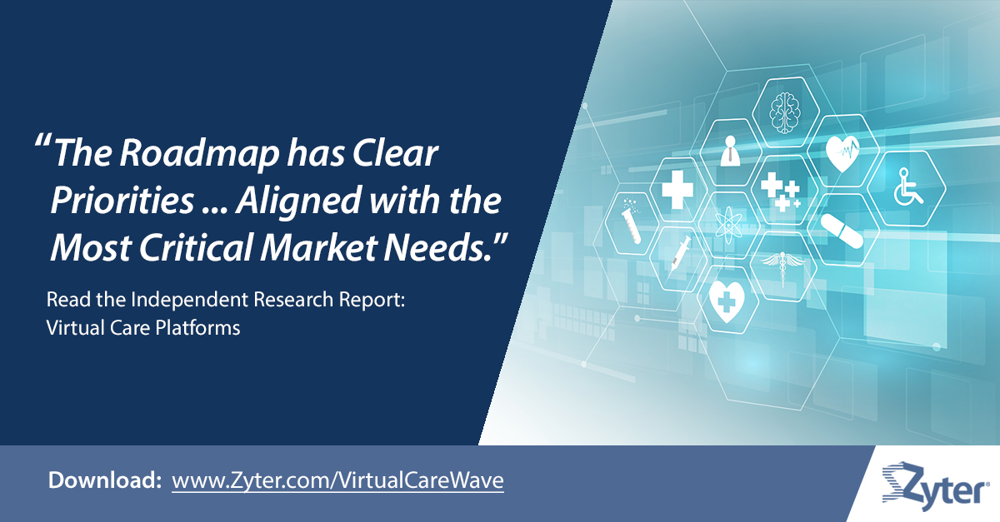 “The Roadmap has Clear
Priorities ... Aligned with the
Most Critical Market Needs.”
Read the Independent Research Report:
Virtual Care Platforms
Download: www.Zyter.com/VirtualCareWave
Zyter®